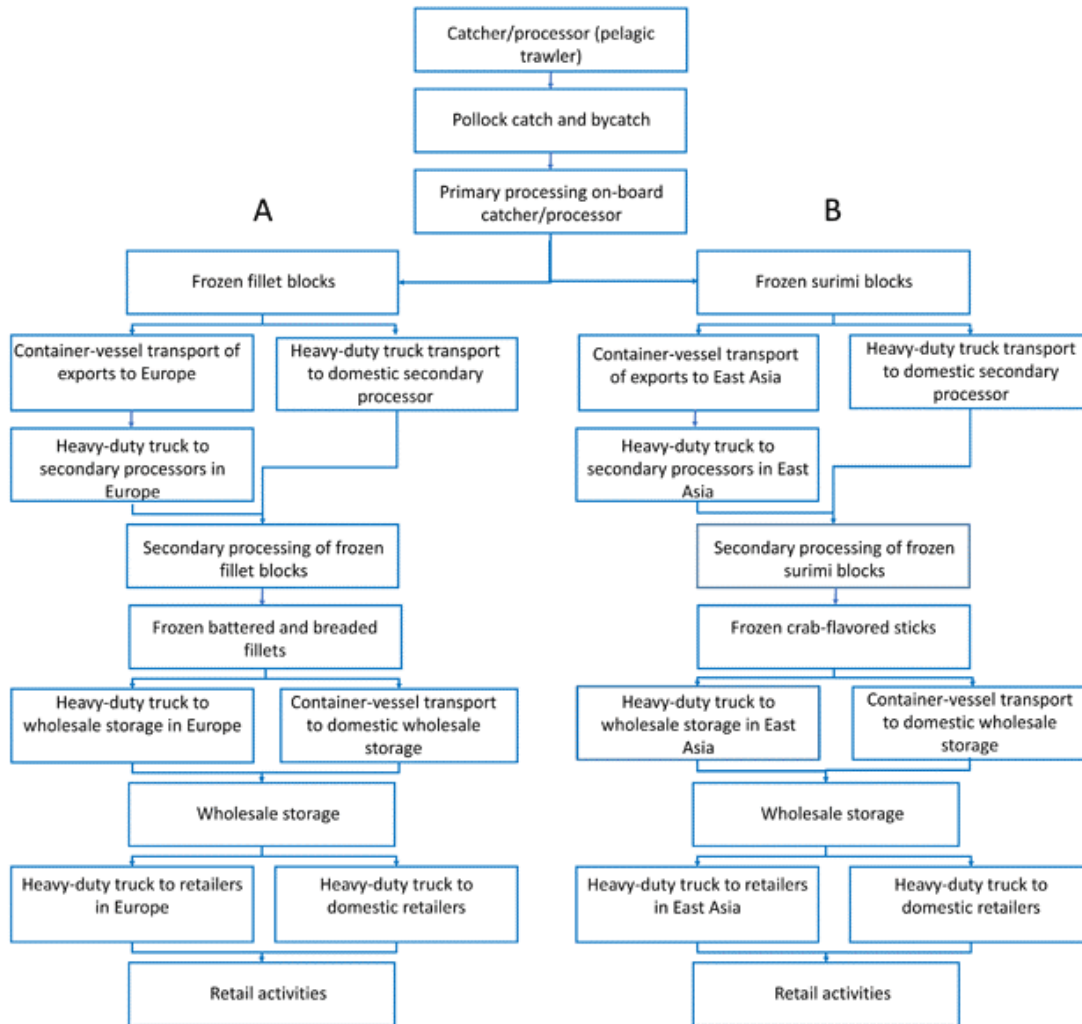 Catcher/processor (pelagic
trawler)
Pollock catch and bycatch
Primary processing on-board
catcher/processor
A
B
Frozen fillet blocks
Frozen surimi blocks
Container-vessel transport of
exports to Europe
Heavy-duty truck transport
to domestic secondary
processor
Container-vessel transport
of exports to East Asia
Heavy-duty truck transport
to domestic secondary
processor
Heavy-duty truck to
secondary processors in
Europe
Heavy-duty truck to
secondary processors in East
Asia
Secondary processing of frozen
fillet blocks
Secondary processing of frozen
surimi blocks
Frozen battered and breaded
fillets
Frozen crab-flavored sticks
Heavy-duty truck to
wholesale storage in Europe
Container-vessel transport
to domestic wholesale
storage
Heavy-duty truck to
wholesale storage in East
Asia
Container-vessel transport
to domestic wholesale
storage
Wholesale storage
Wholesale storage
Heavy-duty truck to retailers
in Europe
Heavy-duty truck to
domestic retailers
Heavy-duty truck to retailers
in East Asia
Heavy-duty truck to
domestic retailers
Retail activities
Retail activities